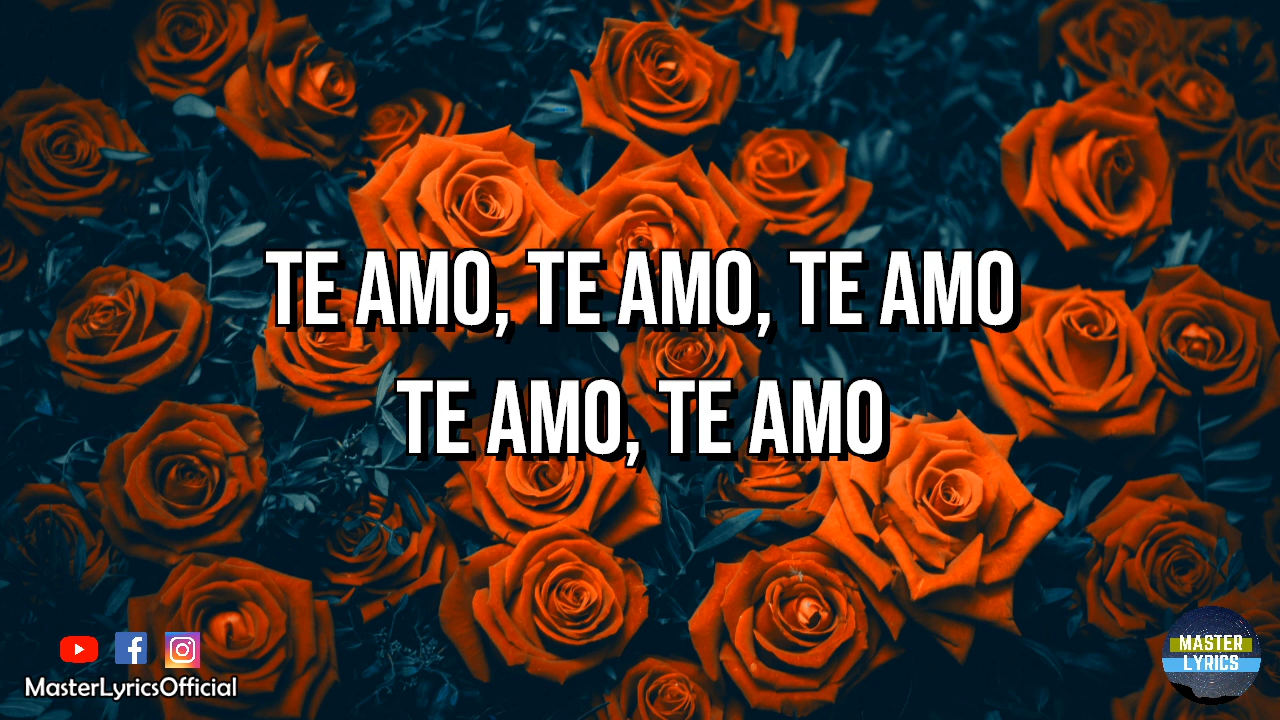 TE AMO, TE AMO, TE AMO
TE AMO, TE AMO
MasterLyricsOfficial
MASTER
LYRICS